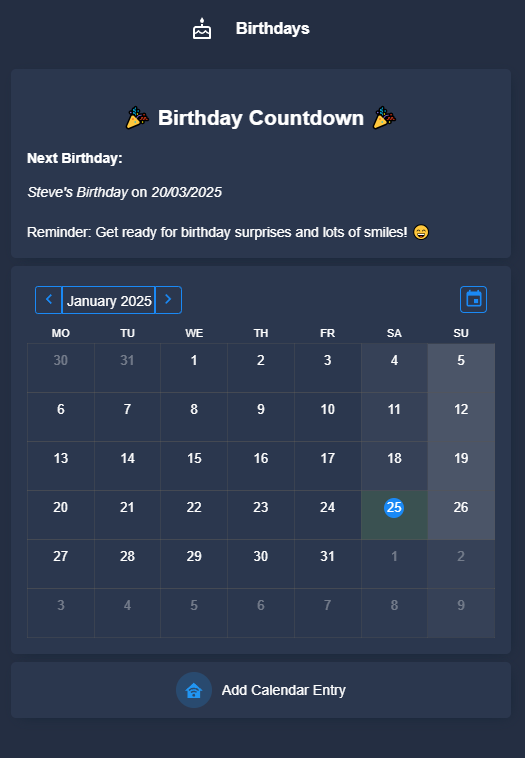 Birthdays
🎉 Birthday Countdown 🎉
Next Birthday:
Steve's Birthday on 20/03/2025
Reminder: Get ready for birthday surprises and lots of smiles! 😄
January 2025
MO TU WE TH FR SA SU
30 31 1 2 3 4 5
6 7 8 9 10 11 12
13 14 15 16 17 18 19
20 21 22 23 24 25 26
27 28 29 30 31 1 2
3 4 5 6 7 8 9
Add Calendar Entry